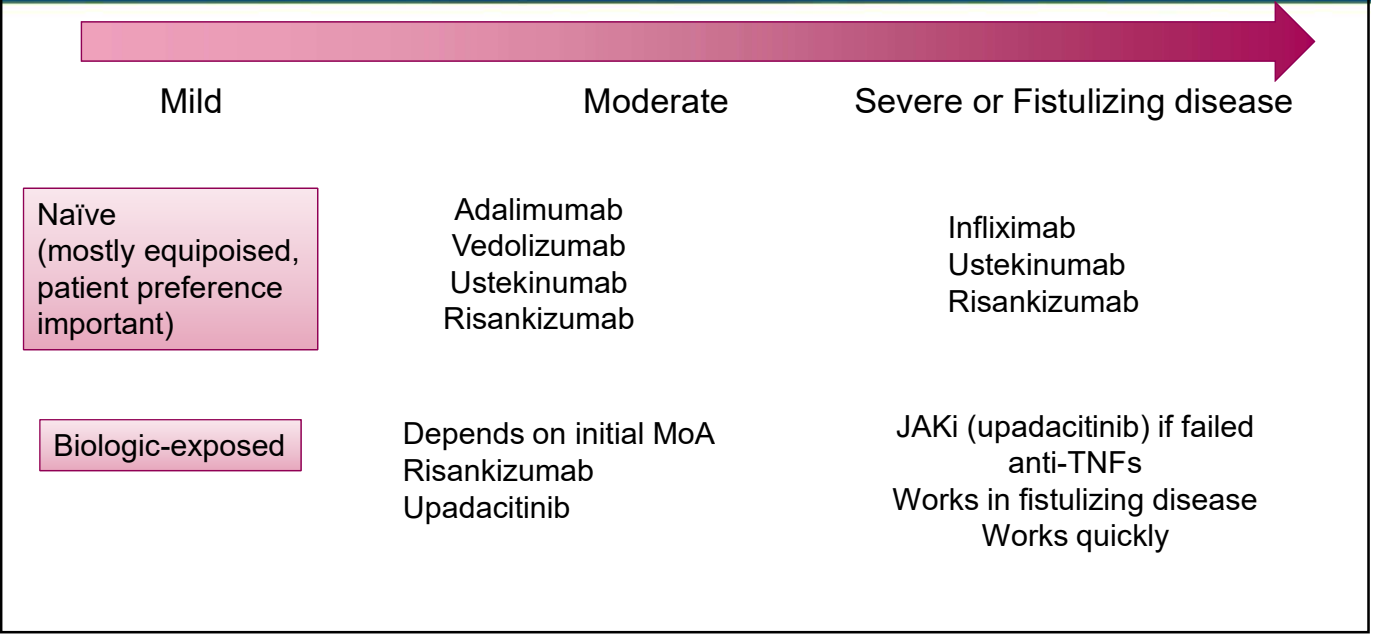 Mild
Moderate
Severe or Fistulizing disease
Naïve
(mostly equipoised,
patient preference
important)
Adalimumab
Vedolizumab
Ustekinumab
Risankizumab
Infliximab
Ustekinumab
Risankizumab
Biologic-exposed
Depends on initial MoA
Risankizumab
Upadacitinib
JAKi (upadacitinib) if failed
anti-TNFs
Works in fistulizing disease
Works quickly